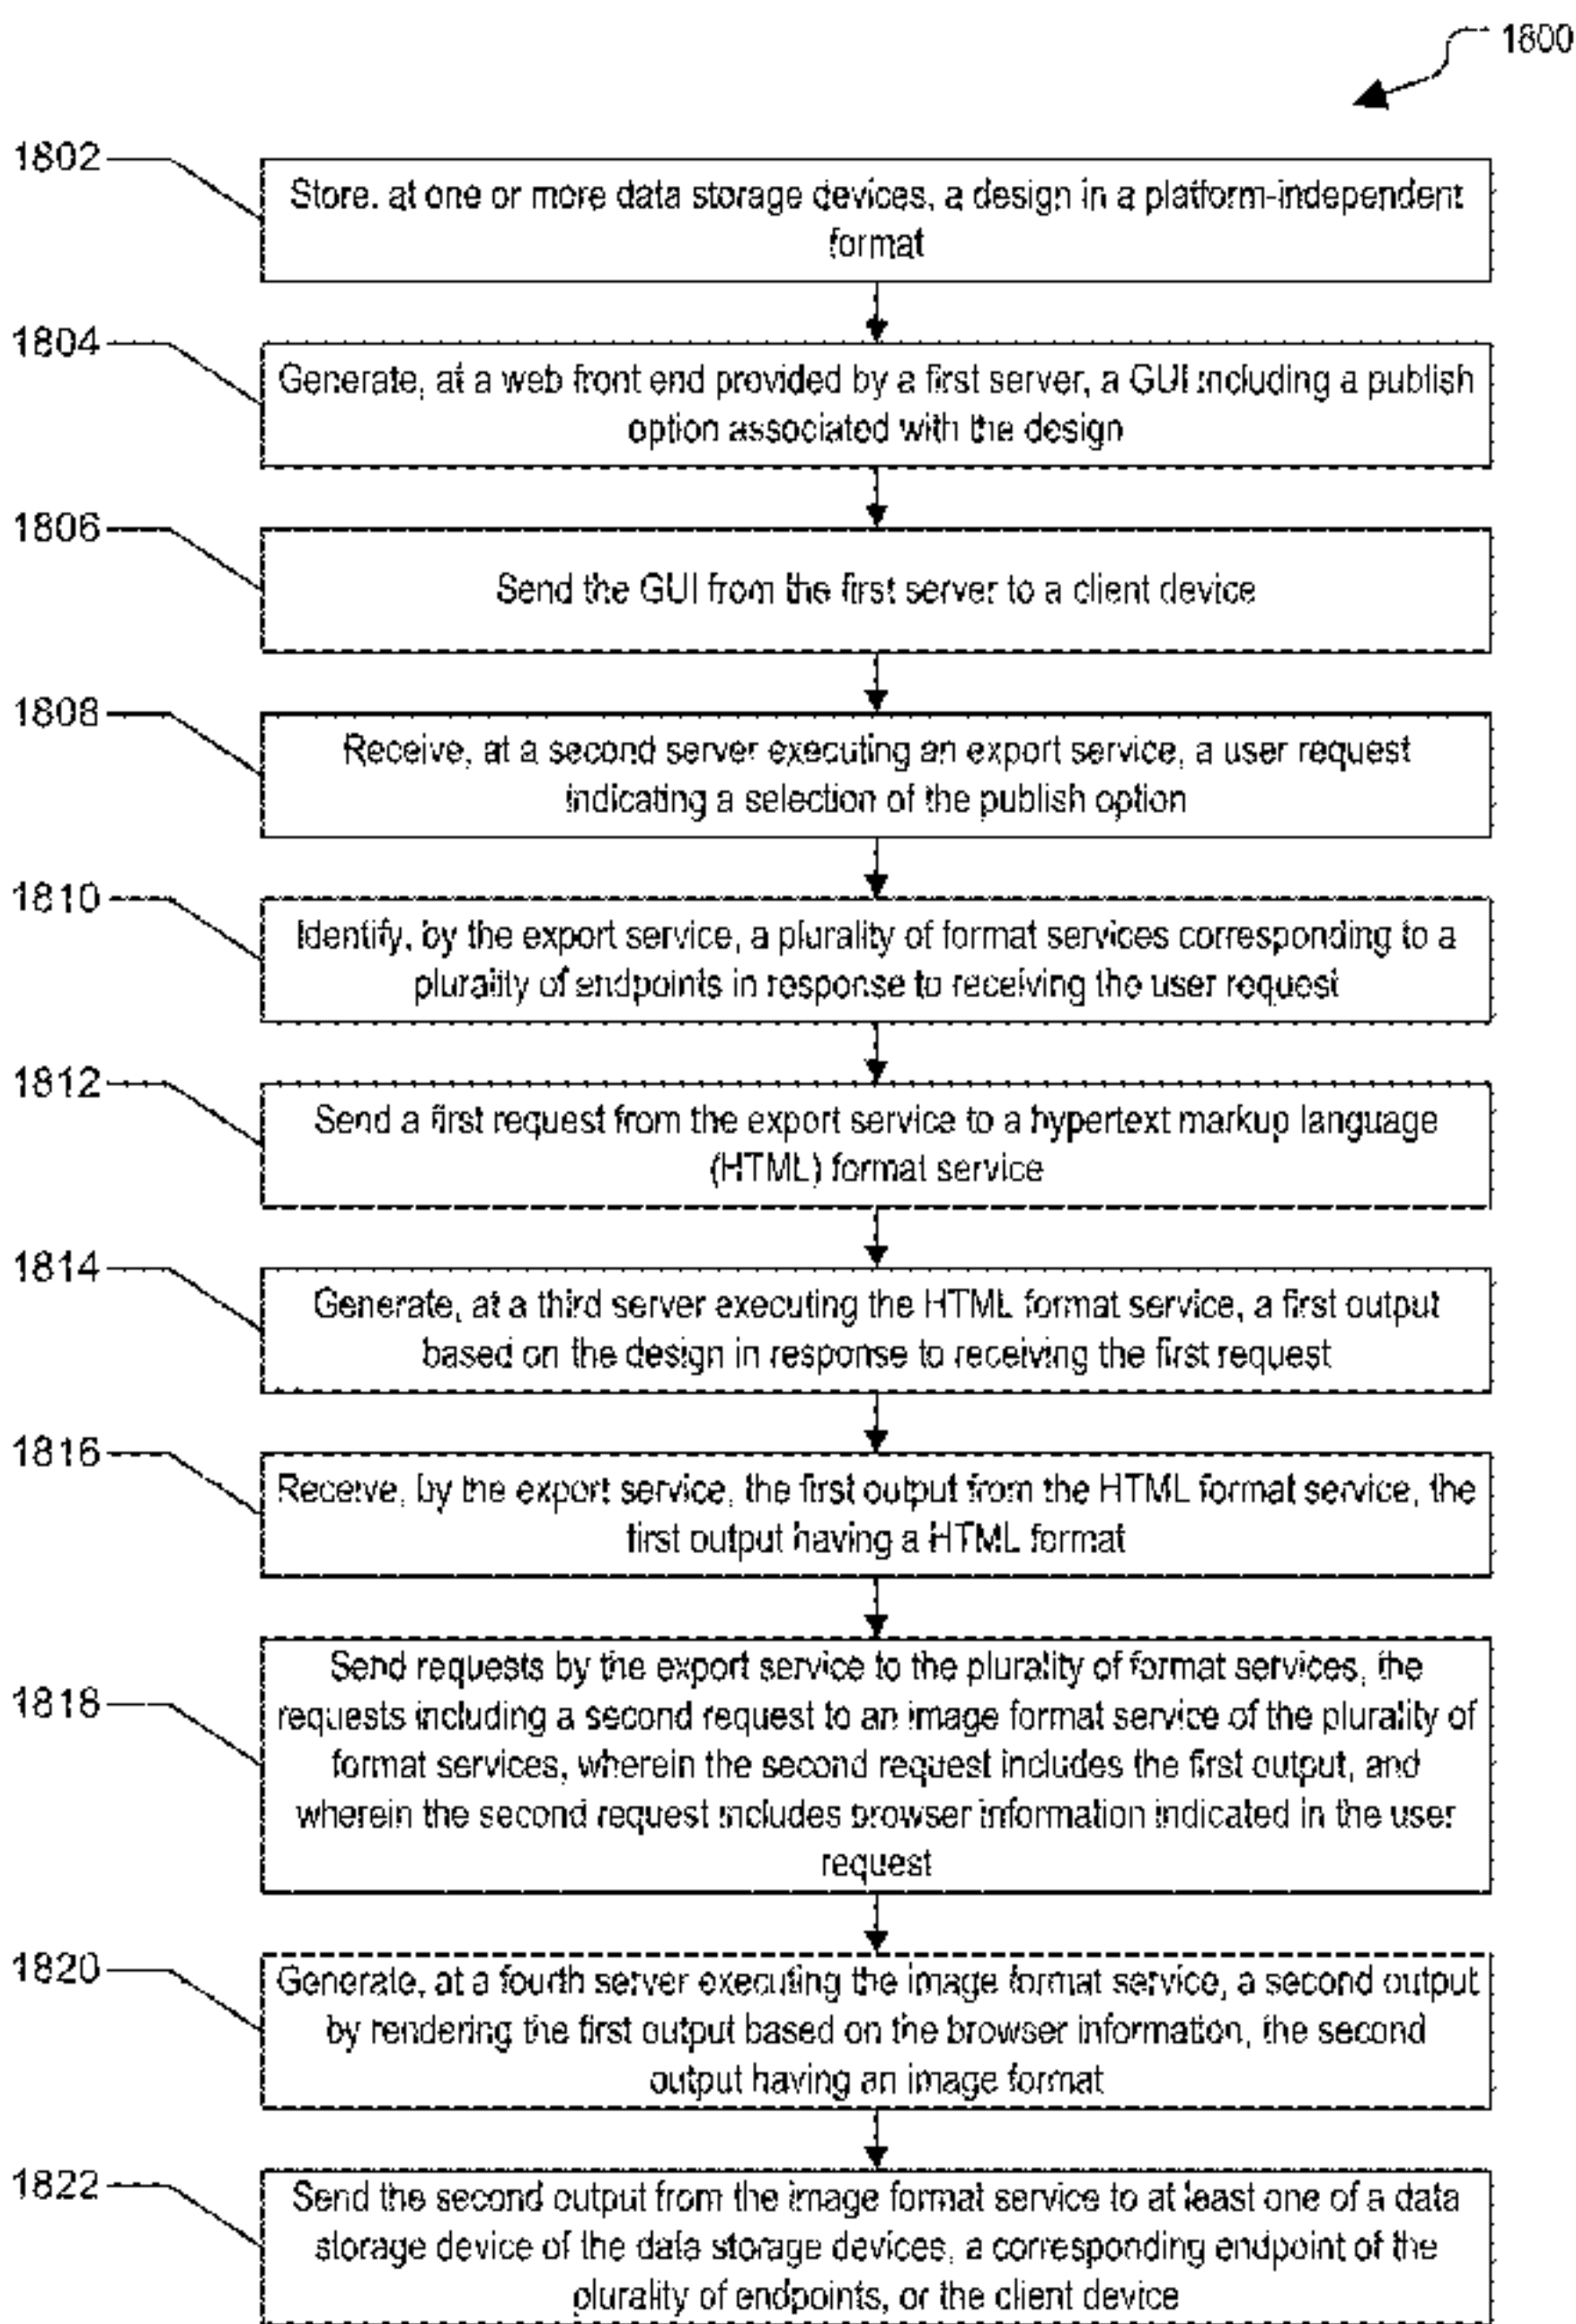 1800
1802
Store, at one or more data storage devices, a design in a platform-independent
format
1804
Generate, at a web front end provided by a first server, a GUI including a publish
option associated with the design
1806
Send the GUI from the first server to a client device
1808
Receive, at a second server executing an export service, a user request
indicating a selection of the publish option
1810
Identify, by the export service, a plurality of format services corresponding to a
plurality of endpoints in response to receiving the user request
1812
Send a first request from the export service to a hypertext markup language
(HTML) format service
1814
Generate, at a third server executing the HTML format service, a first output
based on the design in response to receiving the first request
1816
Receive, by the export service, the first output from the HTML format service, the
first output having a HTML format
1818
Send requests by the export service to the plurality of format services, the
requests including a second request to an image format service of the plurality of
format services, wherein the second request includes the first output, and
wherein the second request includes browser information indicated in the user
request
1820
Generate, at a fourth server executing the image format service, a second output
by rendering the first output based on the browser information, the second
output having an image format
1822
Send the second output from the image format service to at least one of a data
storage device of the data storage devices, a corresponding endpoint of the
plurality of endpoints, or the client device